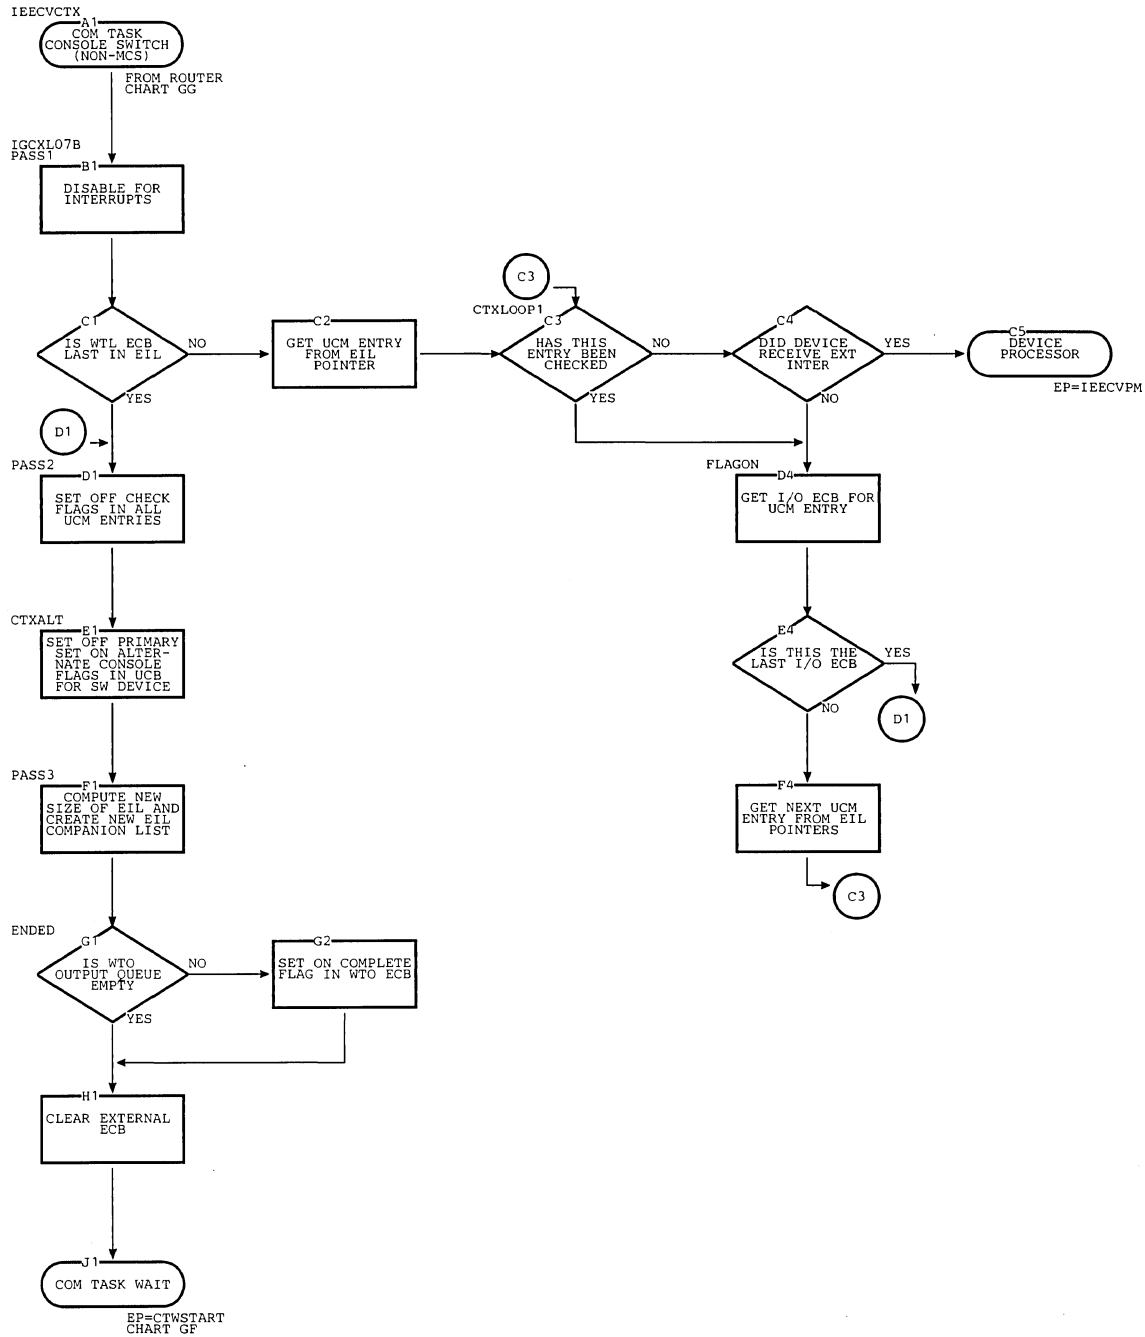 IEECVCTX
A1
COM TASK
CONSOLE SWITCH
(NON-MCS)
FROM ROUTER
CHART GG
IGCXL07B
PASS1
B1
DISABLE FOR
INTERRUPTS
C1
IS WTL ECB
LAST IN EIL
NO
YES
C2
GET UCM ENTRY
FROM EIL
POINTER
C3
CTXLOOP1
C3
HAS THIS
ENTRY BEEN
CHECKED
NO
YES
C4
DID DEVICE
RECEIVE EXT
INTER
YES
NO
C5
DEVICE
PROCESSOR
EP=IEECVPM
D1
PASS2
D1
SET OFF CHECK
FLAGS IN ALL
UCM ENTRIES
FLAGON
D4
GET I/O ECB FOR
UCM ENTRY
CTXALT
E1
SET OFF PRIMARY
SET ON ALTER-
NATE CONSOLE
FLAGS IN UCB
FOR SW DEVICE
E4
IS THIS THE
LAST I/O ECB
YES
NO
D1
PASS3
F1
COMPUTE NEW
SIZE OF EIL AND
CREATE NEW EIL
COMPANION LIST
F4
GET NEXT UCM
ENTRY FROM EIL
POINTERS
C3
ENDED
G1
IS WTO
OUTPUT QUEUE
EMPTY
NO
YES
G2
SET ON COMPLETE
FLAG IN WTO ECB
H1
CLEAR EXTERNAL
ECB
J1
COM TASK WAIT
EP=CTWSTART
CHART GF